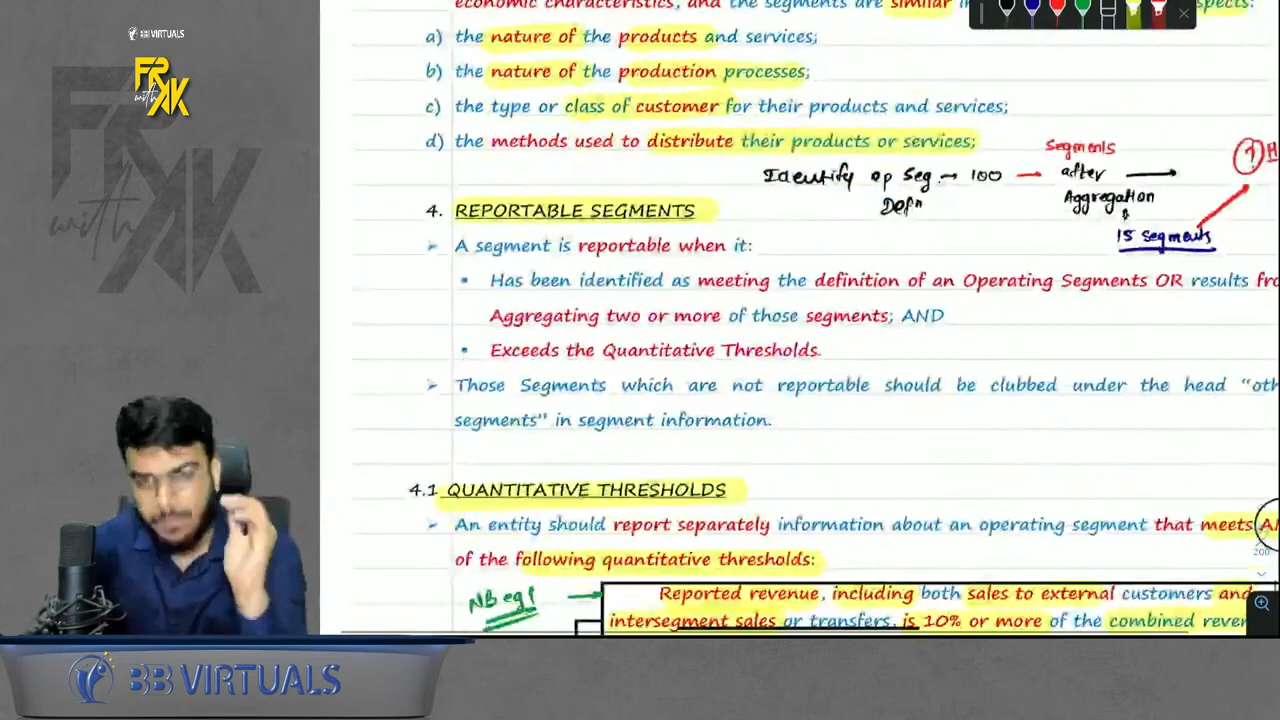 economic characteristics, and the segments are similar
BB VIRTUALS
FR
with
AK
a) the nature of the products and services;
b) the nature of the production processes;
c) the type or class of customer for their products and services;
d) the methods used to distribute their products or services;
Identify op Seg → 100 → Segments after Aggregation →
Defn
15 segments
4. REPORTABLE SEGMENTS
➢ A segment is reportable when it:
• Has been identified as meeting the definition of an Operating Segments OR results
Aggregating two or more of those segments; AND
• Exceeds the Quantitative Thresholds.
➢ Those Segments which are not reportable should be clubbed under the head "oth
segments" in segment information.
4.1 QUANTITATIVE THRESHOLDS
➢ An entity should report separately information about an operating segment that meets
of the following quantitative thresholds:
Reported revenue, including both sales to external customers and
intersegment sales or transfers, is 10% or more of the combined reven
200
BB VIRTUALS